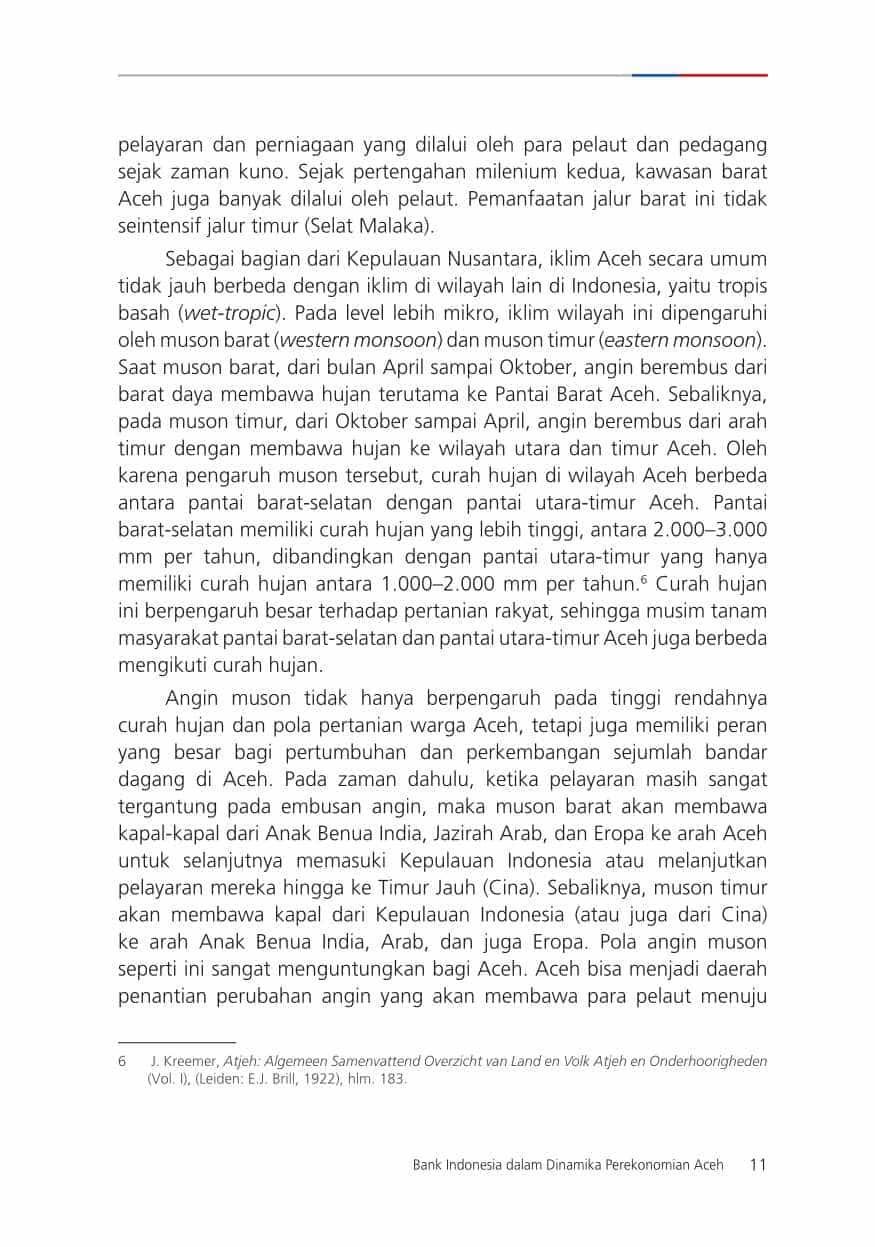 pelayaran dan perniagaan yang dilalui oleh para pelaut dan pedagang
sejak zaman kuno. Sejak pertengahan milenium kedua, kawasan barat
Aceh juga banyak dilalui oleh pelaut. Pemanfaatan jalur barat ini tidak
seintensif jalur timur (Selat Malaka).
Sebagai bagian dari Kepulauan Nusantara, iklim Aceh secara umum
tidak jauh berbeda dengan iklim di wilayah lain di Indonesia, yaitu tropis
basah (wet-tropic). Pada level lebih mikro, iklim wilayah ini dipengaruhi
oleh muson barat (western monsoon) dan muson timur (eastern monsoon).
Saat muson barat, dari bulan April sampai Oktober, angin berembus dari
barat daya membawa hujan terutama ke Pantai Barat Aceh. Sebaliknya,
pada muson timur, dari Oktober sampai April, angin berembus dari arah
timur dengan membawa hujan ke wilayah utara dan timur Aceh. Oleh
karena pengaruh muson tersebut, curah hujan di wilayah Aceh berbeda
antara pantai barat-selatan dengan pantai utara-timur Aceh. Pantai
barat-selatan memiliki curah hujan yang lebih tinggi, antara 2.000–3.000
mm per tahun, dibandingkan dengan pantai utara-timur yang hanya
memiliki curah hujan antara 1.000–2.000 mm per tahun.⁶ Curah hujan
ini berpengaruh besar terhadap pertanian rakyat, sehingga musim tanam
masyarakat pantai barat-selatan dan pantai utara-timur Aceh juga berbeda
mengikuti curah hujan.
Angin muson tidak hanya berpengaruh pada tinggi rendahnya
curah hujan dan pola pertanian warga Aceh, tetapi juga memiliki peran
yang besar bagi pertumbuhan dan perkembangan sejumlah bandar
dagang di Aceh. Pada zaman dahulu, ketika pelayaran masih sangat
tergantung pada embusan angin, maka muson barat akan membawa
kapal-kapal dari Anak Benua India, Jazirah Arab, dan Eropa ke arah Aceh
untuk selanjutnya memasuki Kepulauan Indonesia atau melanjutkan
pelayaran mereka hingga ke Timur Jauh (Cina). Sebaliknya, muson timur
akan membawa kapal dari Kepulauan Indonesia (atau juga dari Cina)
ke arah Anak Benua India, Arab, dan juga Eropa. Pola angin muson
seperti ini sangat menguntungkan bagi Aceh. Aceh bisa menjadi daerah
penantian perubahan angin yang akan membawa para pelaut menuju
6 J. Kreemer, Atjeh: Algemeen Samenvattend Overzicht van Land en Volk Atjeh en Onderhoorigheden
(Vol. I), (Leiden: E.J. Brill, 1922), hlm. 183.
Bank Indonesia dalam Dinamika Perekonomian Aceh 11